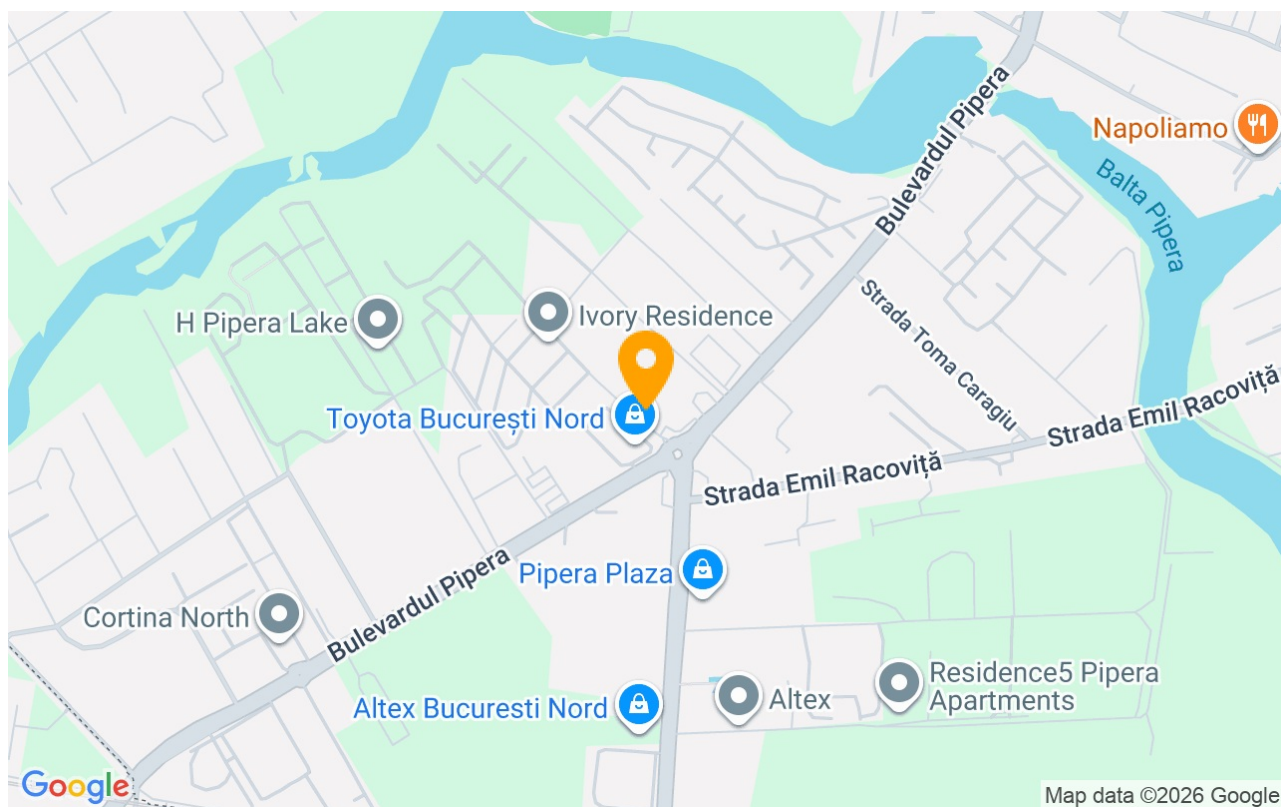 Bulevardul Pipera
Napoliamo
Balta Pipera
H Pipera Lake
Ivory Residence
Strada Toma Caragiu
Strada Emil Racoviță
Toyota București Nord
Strada Emil Racoviță
Pipera Plaza
Bulevardul Pipera
Cortina North
Altex Bucuresti Nord
Altex
Residence5 Pipera
Apartments
Google
Map data ©2026 Google